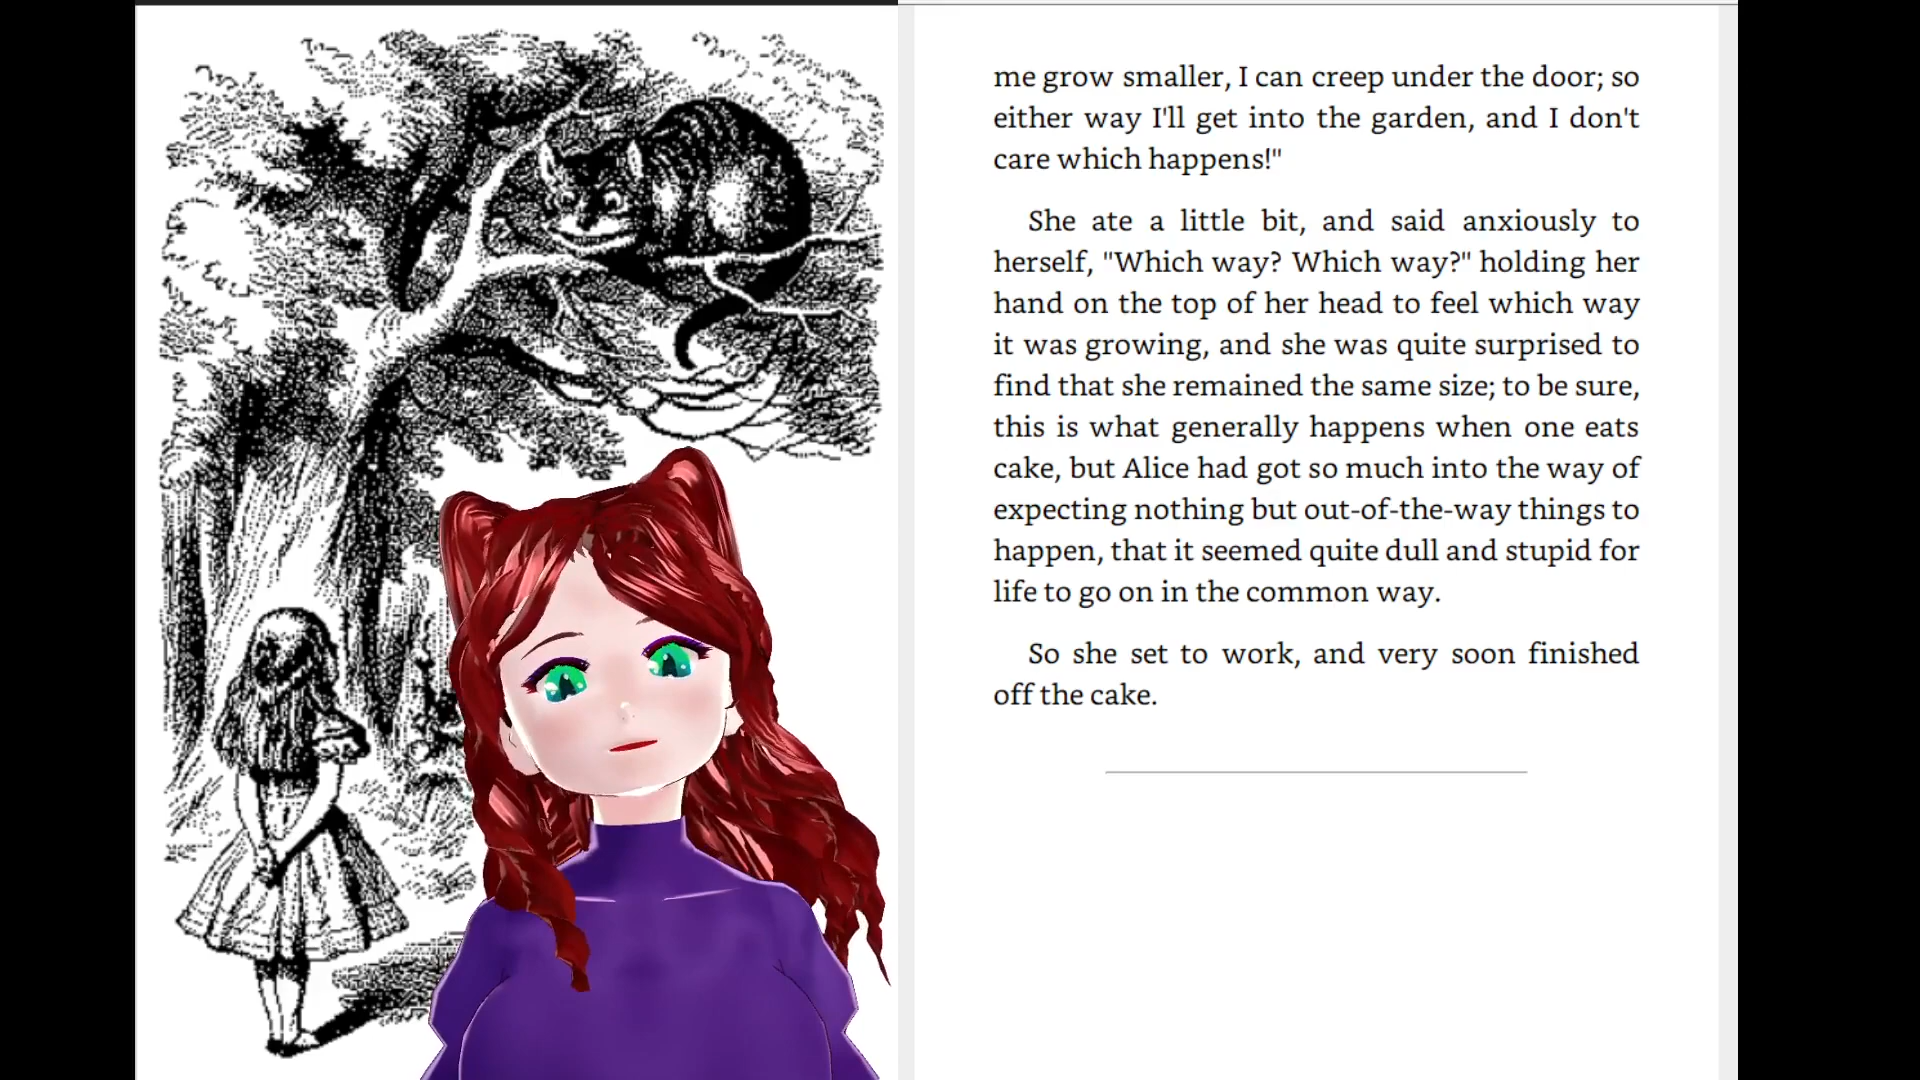 me grow smaller, I can creep under the door; so
either way I'll get into the garden, and I don't
care which happens!"
She ate a little bit, and said anxiously to
herself, "Which way? Which way?" holding her
hand on the top of her head to feel which way
it was growing, and she was quite surprised to
find that she remained the same size; to be sure,
this is what generally happens when one eats
cake, but Alice had got so much into the way of
expecting nothing but out-of-the-way things to
happen, that it seemed quite dull and stupid for
life to go on in the common way.
So she set to work, and very soon finished
off the cake.